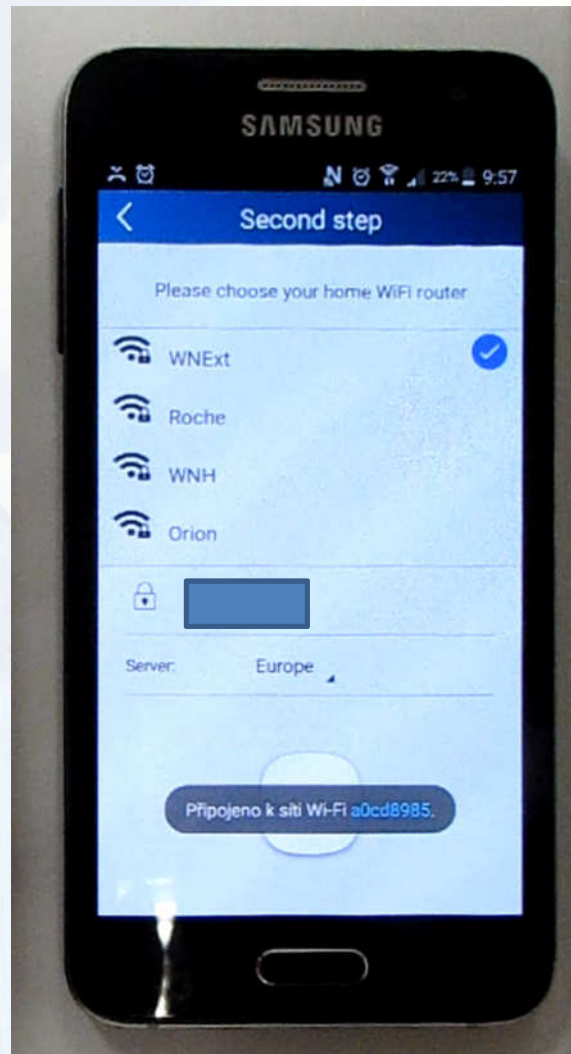 SAMSUNG
22% 9:57
Second step
Please choose your home WiFi router
WNExt
Roche
WNH
Orion
Server: Europe
Připojeno k síti Wi-Fi a0cd8985.